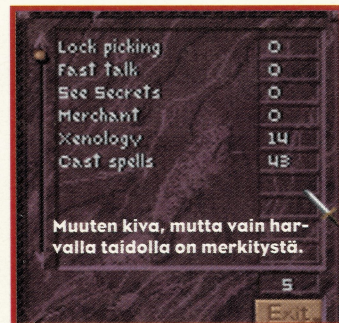 Lock picking 0
Fast talk 0
See Secrets 0
Merchant 0
Xenology 14
Cast spells 43
Muuten kiva, mutta vain har-
valla taidolla on merkitystä.
5
Exit